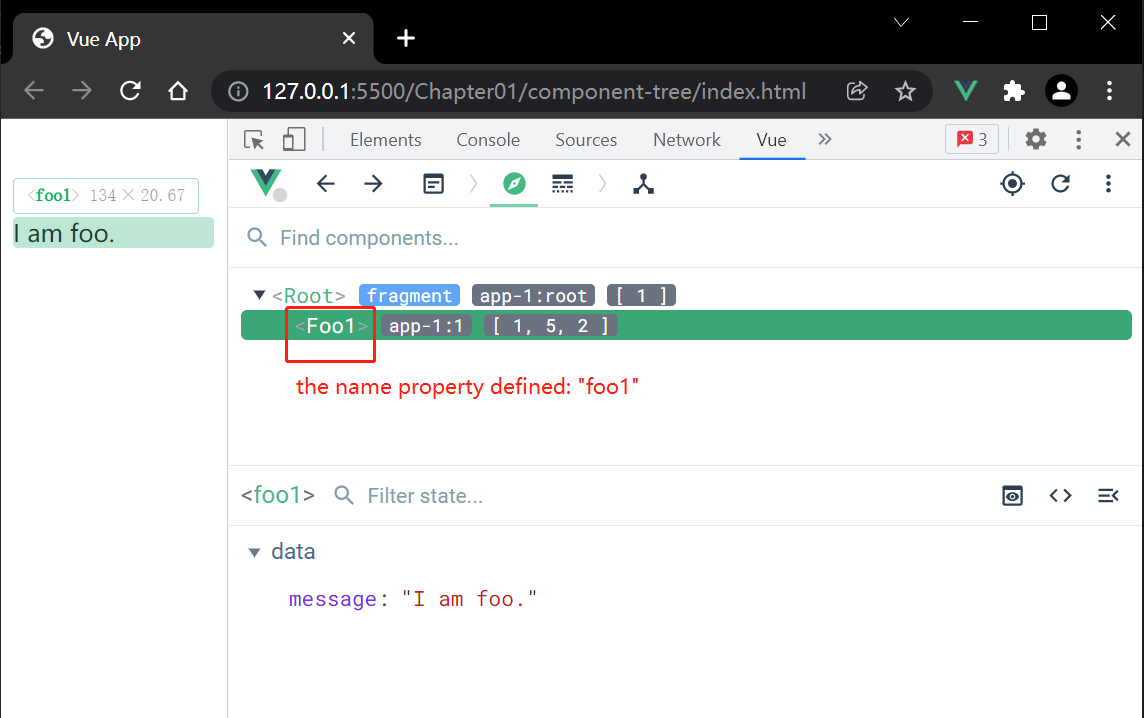 Vue App
127.0.0.1:5500/Chapter01/component-tree/index.html
Elements Console Sources Network Vue 3
Find components...
<foo1> 134 × 20.67
I am foo.
<Root> fragment app-1:root [ 1 ]
<Foo1> app-1:1 [ 1, 5, 2 ]
the name property defined: "foo1"
<foo1> Filter state...
data
message: "I am foo."